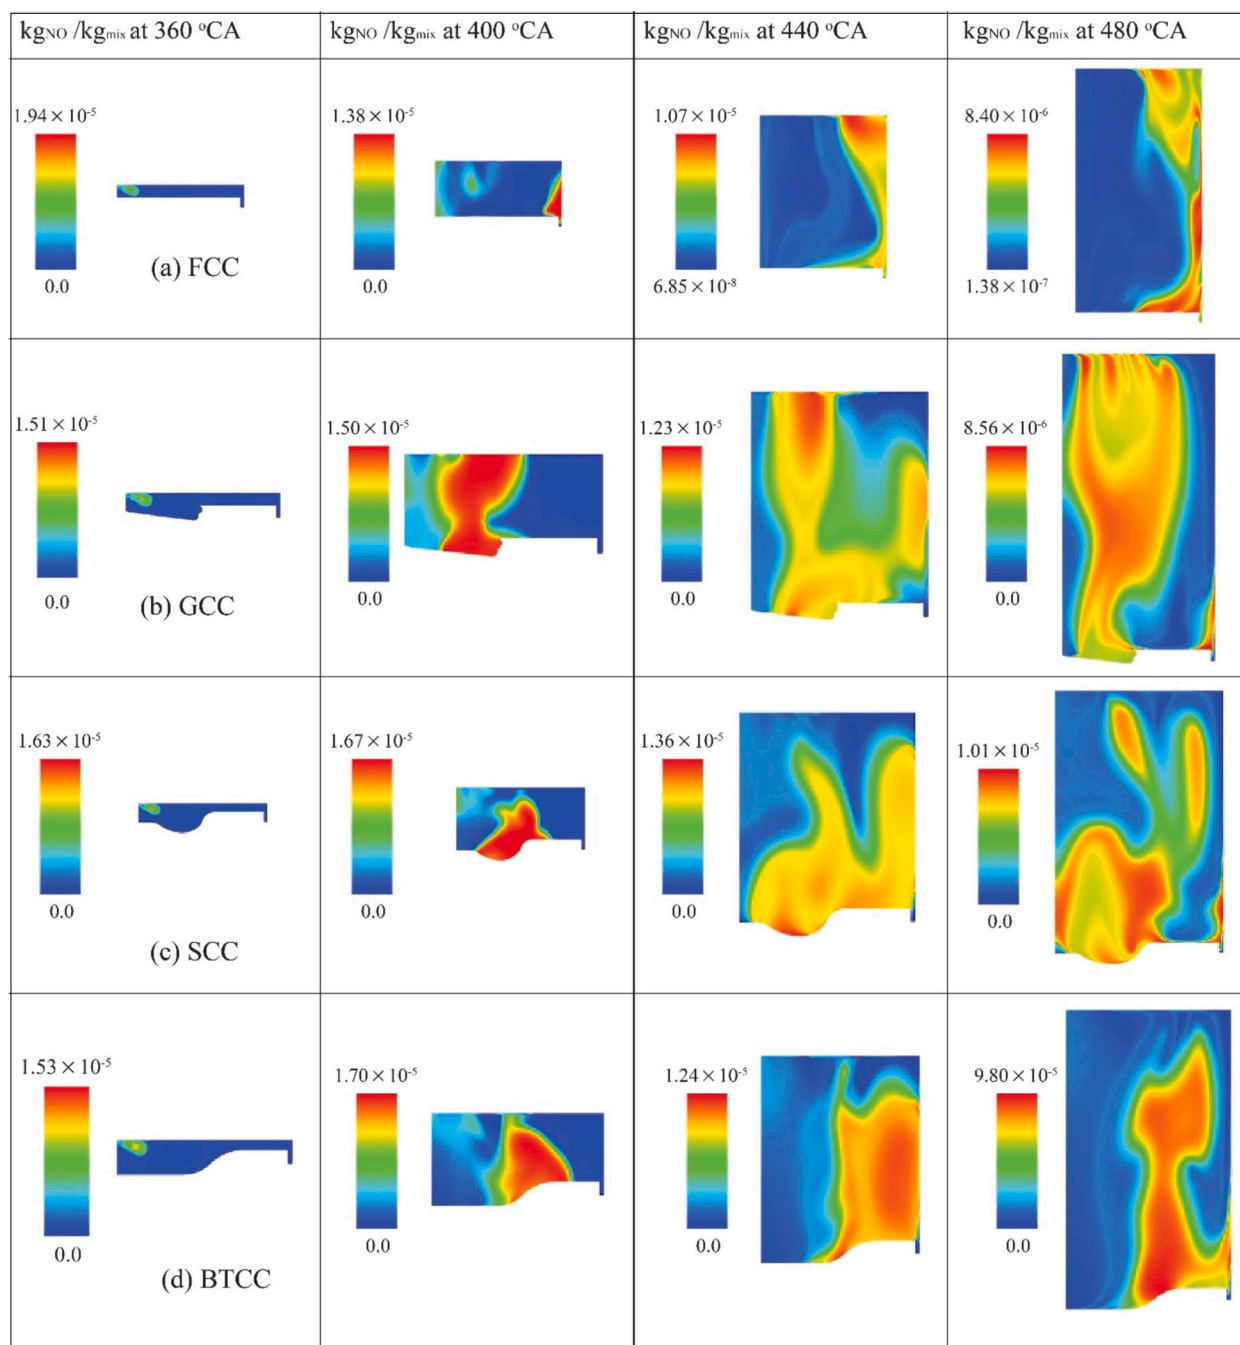 kgNO /kgmix at 360 ºCA
kgNO /kgmix at 400 ºCA
kgNO /kgmix at 440 ºCA
kgNO /kgmix at 480 ºCA
1.94 × 10⁻⁵
0.0
(a) FCC
1.38 × 10⁻⁵
0.0
1.07 × 10⁻⁵
6.85 × 10⁻⁸
8.40 × 10⁻⁶
1.38 × 10⁻⁷
1.51 × 10⁻⁵
0.0
(b) GCC
1.50 × 10⁻⁵
0.0
1.23 × 10⁻⁵
0.0
8.56 × 10⁻⁶
0.0
1.63 × 10⁻⁵
0.0
(c) SCC
1.67 × 10⁻⁵
0.0
1.36 × 10⁻⁵
0.0
1.01 × 10⁻⁵
0.0
1.53 × 10⁻⁵
0.0
(d) BTCC
1.70 × 10⁻⁵
0.0
1.24 × 10⁻⁵
0.0
9.80 × 10⁻⁵
0.0